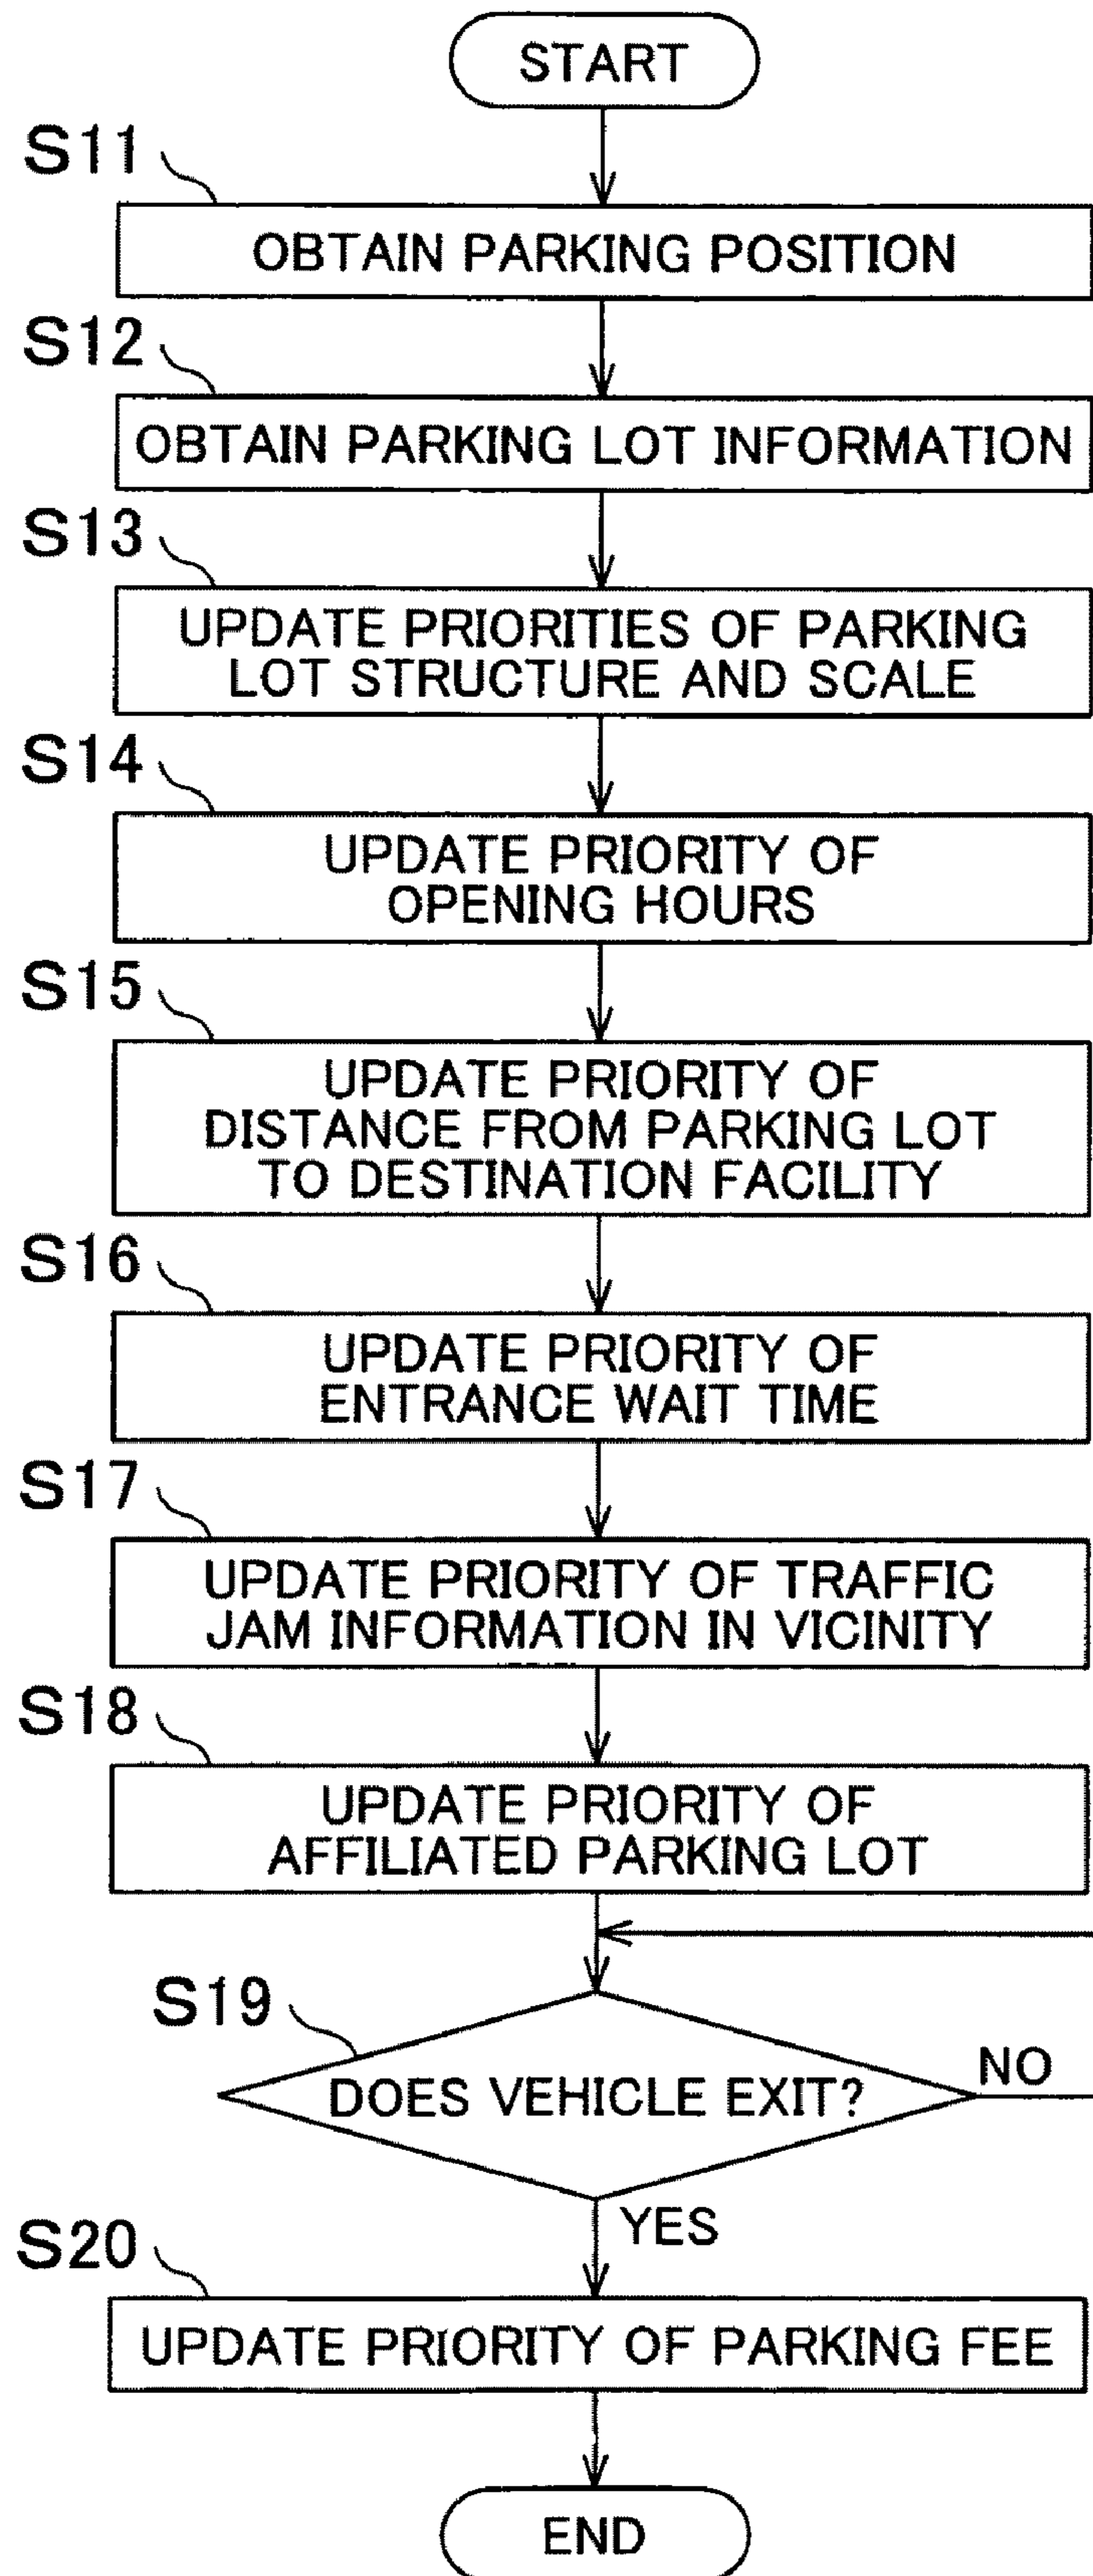 START
S11
OBTAIN PARKING POSITION
S12
OBTAIN PARKING LOT INFORMATION
S13
UPDATE PRIORITIES OF PARKING
LOT STRUCTURE AND SCALE
S14
UPDATE PRIORITY OF
OPENING HOURS
S15
UPDATE PRIORITY OF
DISTANCE FROM PARKING LOT
TO DESTINATION FACILITY
S16
UPDATE PRIORITY OF
ENTRANCE WAIT TIME
S17
UPDATE PRIORITY OF TRAFFIC
JAM INFORMATION IN VICINITY
S18
UPDATE PRIORITY OF
AFFILIATED PARKING LOT
S19
DOES VEHICLE EXIT?
NO
YES
S20
UPDATE PRIORITY OF PARKING FEE
END